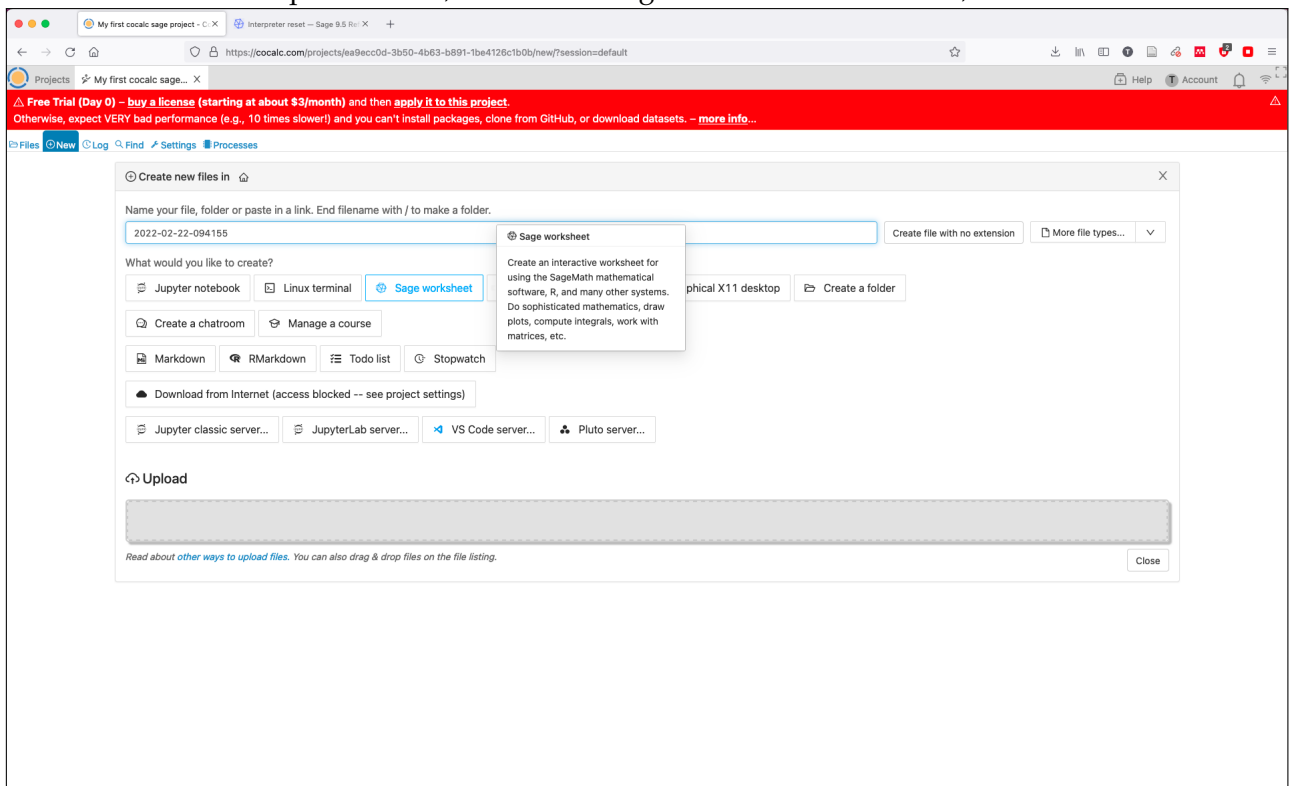 My first cocalc sage project - C
Interpreter reset — Sage 9.5 Ref
https://cocalc.com/projects/ea9ecc0d-3b50-4b63-b891-1be4126c1b0b/new/?session=default
Projects
My first cocalc sage...
Help
T Account
Free Trial (Day 0) – buy a license (starting at about $3/month) and then apply it to this project.
Otherwise, expect VERY bad performance (e.g., 10 times slower!) and you can't install packages, clone from GitHub, or download datasets. – more info...
Files New Log Find Settings Processes
Create new files in
Name your file, folder or paste in a link. End filename with / to make a folder.
2022-02-22-094155
Create file with no extension
More file types...
Sage worksheet
Create an interactive worksheet for
using the SageMath mathematical
software, R, and many other systems.
Do sophisticated mathematics, draw
plots, compute integrals, work with
matrices, etc.
What would you like to create?
Jupyter notebook Linux terminal Sage worksheet phical X11 desktop Create a folder
Create a chatroom Manage a course
Markdown RMarkdown Todo list Stopwatch
Download from Internet (access blocked -- see project settings)
Jupyter classic server... JupyterLab server... VS Code server... Pluto server...
Upload
Read about other ways to upload files. You can also drag & drop files on the file listing.
Close